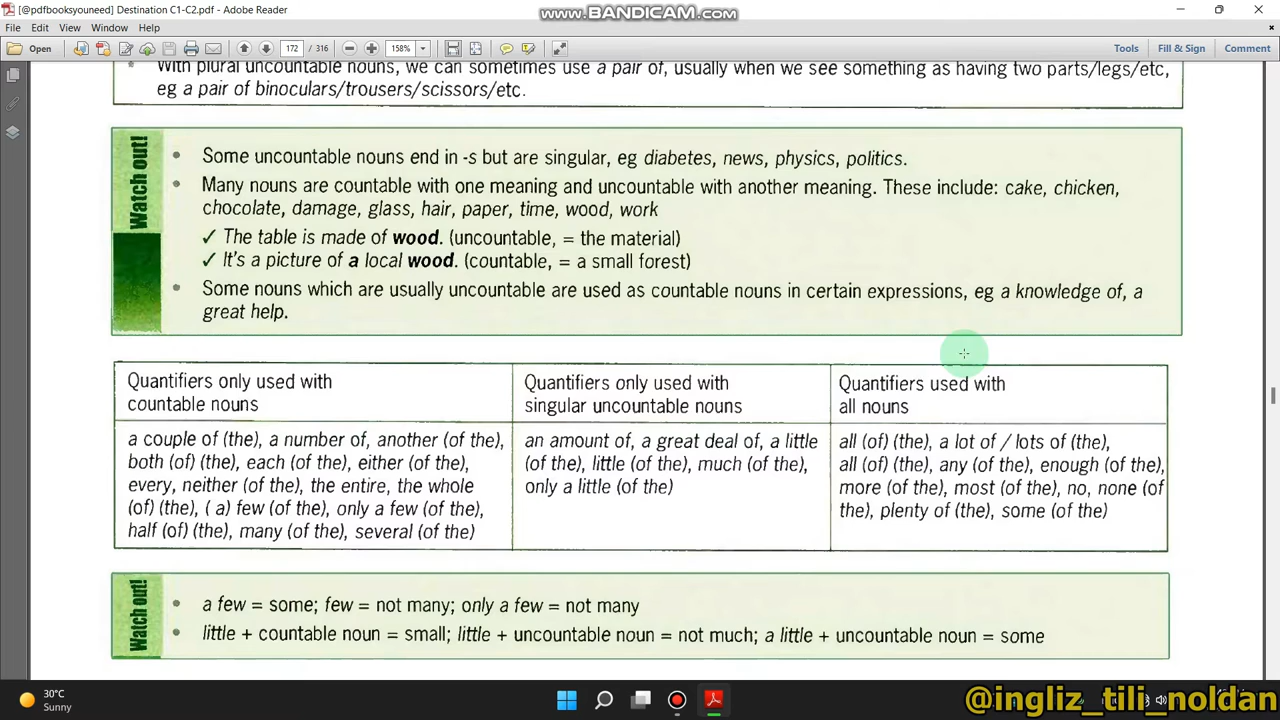 [@pdfbooksyouneed] Destination C1-C2.pdf - Adobe Reader
www.BANDICAM.com
File Edit View Window Help
Open 172 / 316 158% Tools Fill & Sign Comment
With plural uncountable nouns, we can sometimes use a pair of, usually when we see something as having two parts/legs/etc,
eg a pair of binoculars/trousers/scissors/etc.
Watch out!
• Some uncountable nouns end in -s but are singular, eg diabetes, news, physics, politics.
• Many nouns are countable with one meaning and uncountable with another meaning. These include: cake, chicken,
chocolate, damage, glass, hair, paper, time, wood, work
✓ The table is made of wood. (uncountable, = the material)
✓ It's a picture of a local wood. (countable, = a small forest)
• Some nouns which are usually uncountable are used as countable nouns in certain expressions, eg a knowledge of, a
great help.
Quantifiers only used with
countable nouns
Quantifiers only used with
singular uncountable nouns
Quantifiers used with
all nouns
a couple of (the), a number of, another (of the),
both (of) (the), each (of the), either (of the),
every, neither (of the), the entire, the whole
(of) (the), ( a) few (of the), only a few (of the),
half (of) (the), many (of the), several (of the)
an amount of, a great deal of, a little
(of the), little (of the), much (of the),
only a little (of the)
all (of) (the), a lot of / lots of (the),
all (of) (the), any (of the), enough (of the),
more (of the), most (of the), no, none (of
the), plenty of (the), some (of the)
Watch out!
• a few = some; few = not many; only a few = not many
• little + countable noun = small; little + uncountable noun = not much; a little + uncountable noun = some
30°C
Sunny
@ingliz_tili_noldan